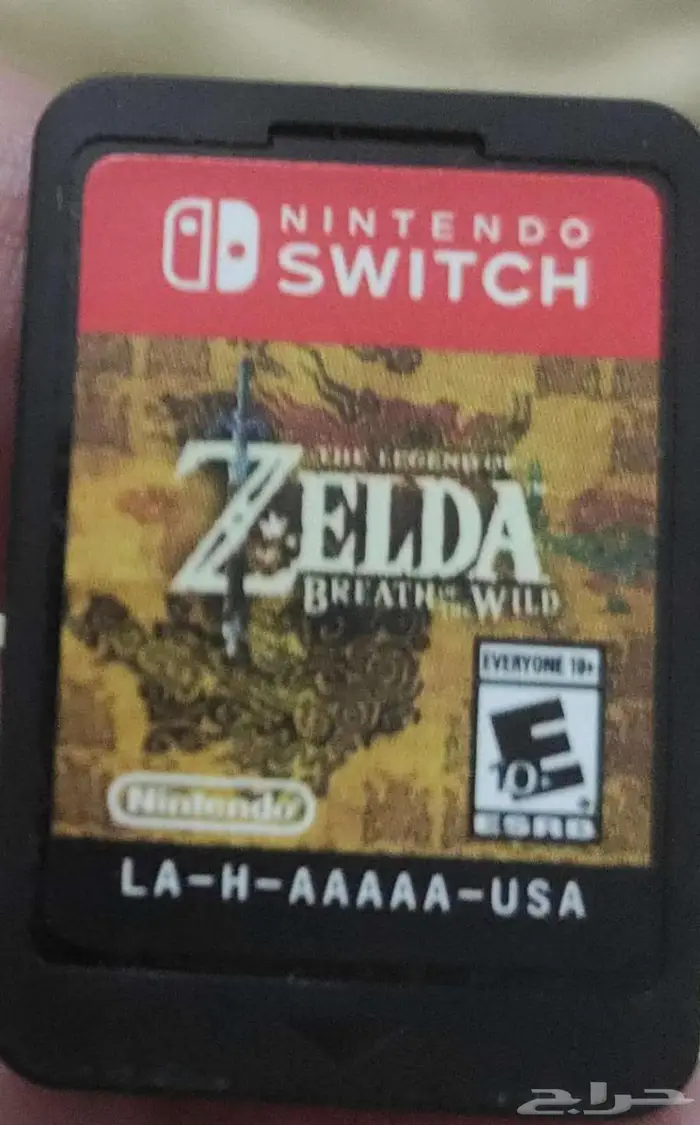 NINTENDO
SWITCH
THE LEGEND OF
ZELDA
BREATH OF THE WILD
EVERYONE 10+
E
10+
ESRB
Nintendo
LA-H-AAAAA-USA
حراج